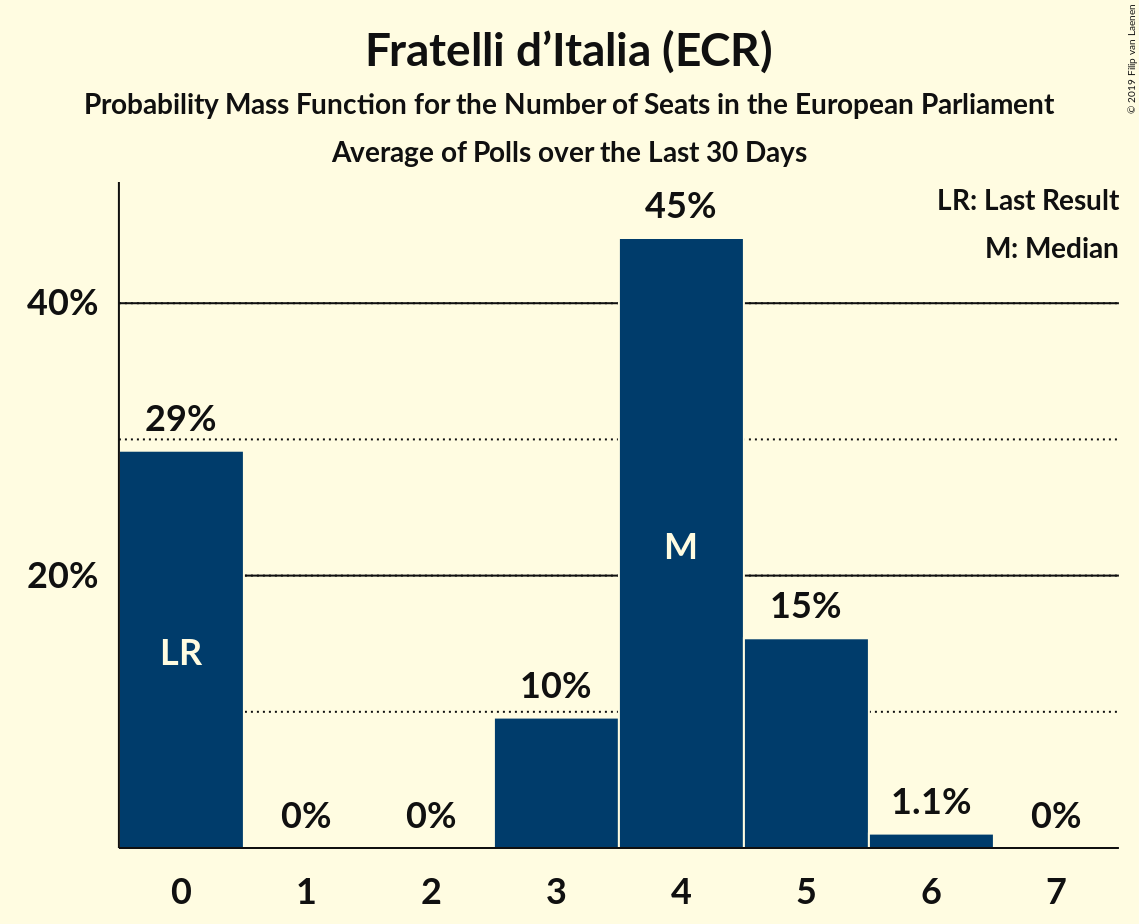 Fratelli d’Italia (ECR)
Probability Mass Function for the Number of Seats in the European Parliament
Average of Polls over the Last 30 Days
© 2019 Filip van Laenen
LR: Last Result
M: Median
45%
40%
29%
M
20%
15%
LR
10%
1.1%
0% 0% 0%
0 1 2 3 4 5 6 7